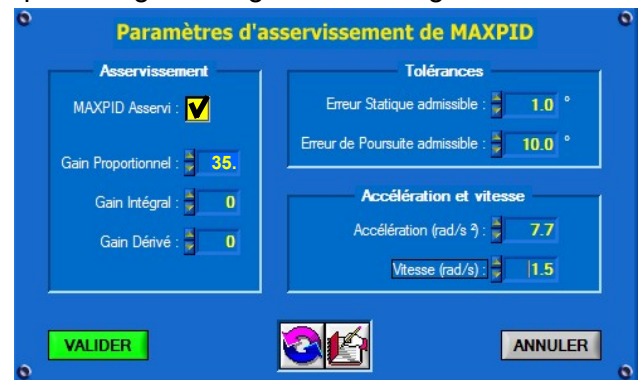 Paramètres d'asservissement de MAXPID
Asservissement
MAXPID Asservi :
Gain Proportionnel : 35.
Gain Intégral : 0
Gain Dérivé : 0
Tolérances
Erreur Statique admissible : 1.0 °
Erreur de Poursuite admissible : 10.0 °
Accélération et vitesse
Accélération (rad/s ²) : 7.7
Vitesse (rad/s) : 1.5
VALIDER
ANNULER